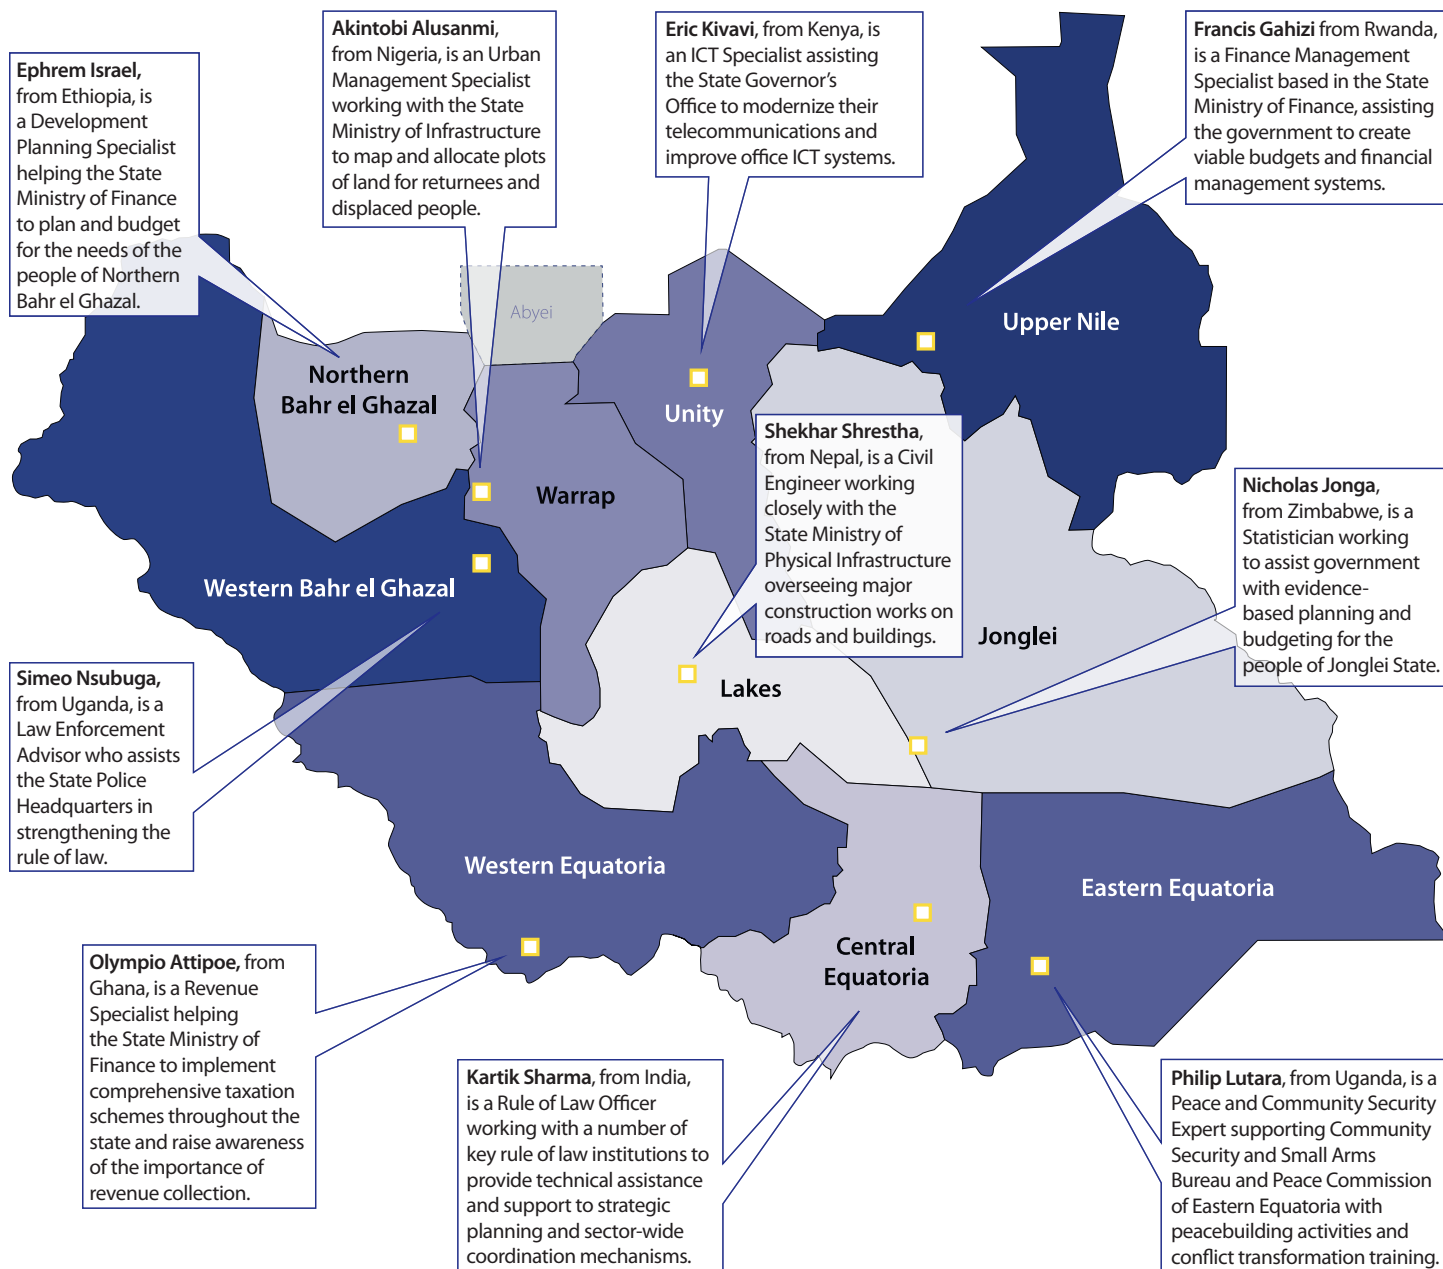 Ephrem Israel,
from Ethiopia, is
a Development
Planning Specialist
helping the State
Ministry of Finance
to plan and budget
for the needs of the
people of Northern
Bahr el Ghazal.
Akintobi Alusanmi,
from Nigeria, is an Urban
Management Specialist
working with the State
Ministry of Infrastructure
to map and allocate plots
of land for returnees and
displaced people.
Eric Kivavi, from Kenya, is
an ICT Specialist assisting
the State Governor's
Office to modernize their
telecommunications and
improve office ICT systems.
Francis Gahizi from Rwanda,
is a Finance Management
Specialist based in the State
Ministry of Finance, assisting
the government to create
viable budgets and financial
management systems.
Abyei
Upper Nile
Northern
Bahr el Ghazal
Unity
Warrap
Shekhar Shrestha,
from Nepal, is a Civil
Engineer working
closely with the
State Ministry of
Physical Infrastructure
overseeing major
construction works on
roads and buildings.
Nicholas Jonga,
from Zimbabwe, is a
Statistician working
to assist government
with evidence-
based planning and
budgeting for the
people of Jonglei State.
Western Bahr el Ghazal
Jonglei
Lakes
Simeo Nsubuga,
from Uganda, is a
Law Enforcement
Advisor who assists
the State Police
Headquarters in
strengthening the
rule of law.
Western Equatoria
Eastern Equatoria
Central
Equatoria
Olympio Attipoe, from
Ghana, is a Revenue
Specialist helping
the State Ministry of
Finance to implement
comprehensive taxation
schemes throughout the
state and raise awareness
of the importance of
revenue collection.
Kartik Sharma, from India,
is a Rule of Law Officer
working with a number of
key rule of law institutions to
provide technical assistance
and support to strategic
planning and sector-wide
coordination mechanisms.
Philip Lutara, from Uganda, is a
Peace and Community Security
Expert supporting Community
Security and Small Arms
Bureau and Peace Commission
of Eastern Equatoria with
peacebuilding activities and
conflict transformation training.